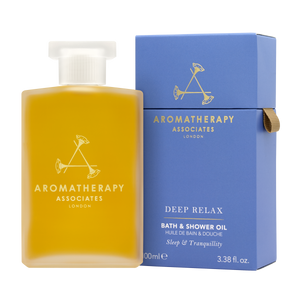 AROMATHERAPY
ASSOCIATES
LONDON
AROMATHERAPY
ASSOCIATES
LONDON
DEEP RELAX
BATH & SHOWER OIL
HUILE DE BAIN & DOUCHE
Sleep & Tranquillity
00ml
3.38 fl. oz.